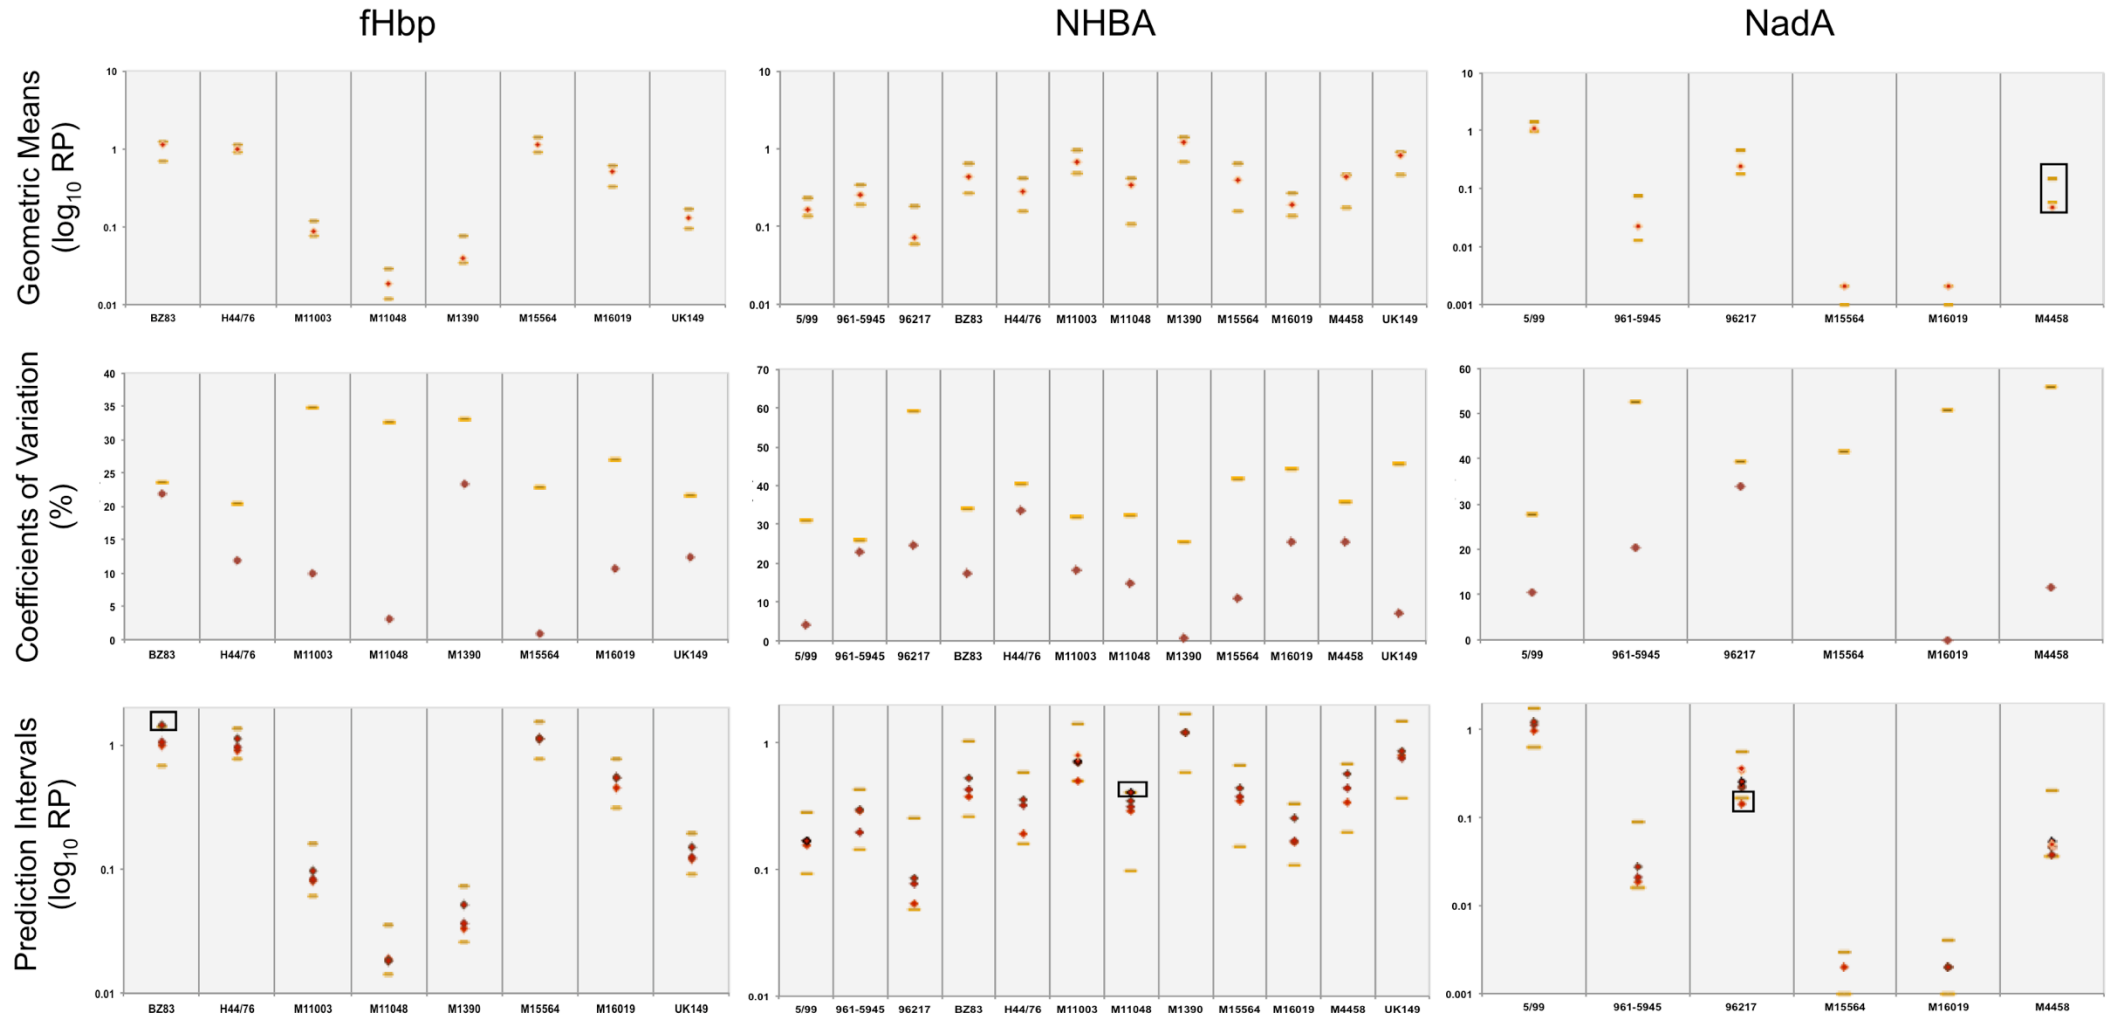 fHbp NHBA NadA
Geometric Means
(log10 RP)
10 1 0.1 0.01
BZ83 H44/76 M11003 M11048 M1390 M15564 M16019 UK149
10 1 0.1 0.01
5/99 961-5945 96217 BZ83 H44/76 M11003 M11048 M1390 M15564 M16019 M4458 UK149
10 1 0.1 0.01 0.001
5/99 961-5945 96217 M15564 M16019 M4458
Coefficients of Variation
(%)
40 35 30 25 20 15 10 5 0
BZ83 H44/76 M11003 M11048 M1390 M15564 M16019 UK149
70 60 50 40 30 20 10 0
5/99 961-5945 96217 BZ83 H44/76 M11003 M11048 M1390 M15564 M16019 M4458 UK149
60 50 40 30 20 10 0
5/99 961-5945 96217 M15564 M16019 M4458
Prediction Intervals
(log10 RP)
1 0.1 0.01
BZ83 H44/76 M11003 M11048 M1390 M15564 M16019 UK149
1 0.1 0.01
5/99 961-5945 96217 BZ83 H44/76 M11003 M11048 M1390 M15564 M16019 M4458 UK149
1 0.1 0.01 0.001
5/99 961-5945 96217 M15564 M16019 M4458